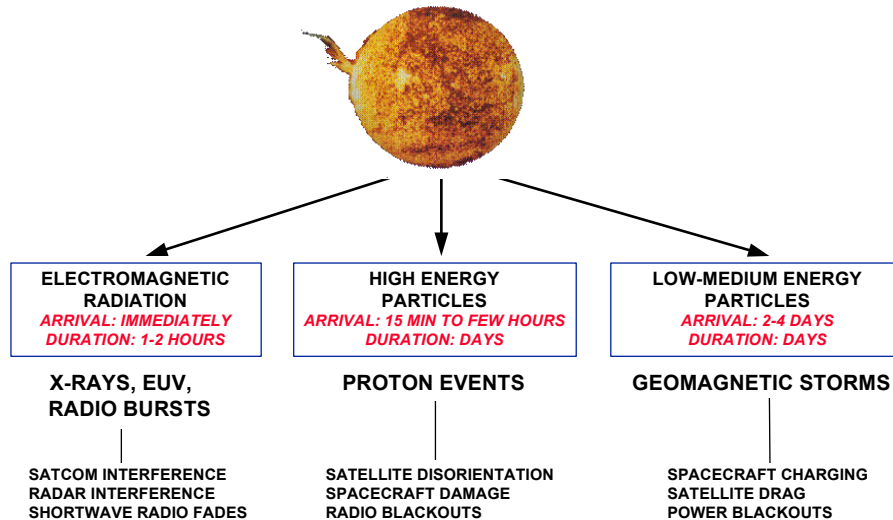 ELECTROMAGNETIC
RADIATION
ARRIVAL: IMMEDIATELY
DURATION: 1-2 HOURS
X-RAYS, EUV,
RADIO BURSTS
SATCOM INTERFERENCE
RADAR INTERFERENCE
SHORTWAVE RADIO FADES
HIGH ENERGY
PARTICLES
ARRIVAL: 15 MIN TO FEW HOURS
DURATION: DAYS
PROTON EVENTS
SATELLITE DISORIENTATION
SPACECRAFT DAMAGE
RADIO BLACKOUTS
LOW-MEDIUM ENERGY
PARTICLES
ARRIVAL: 2-4 DAYS
DURATION: DAYS
GEOMAGNETIC STORMS
SPACECRAFT CHARGING
SATELLITE DRAG
POWER BLACKOUTS